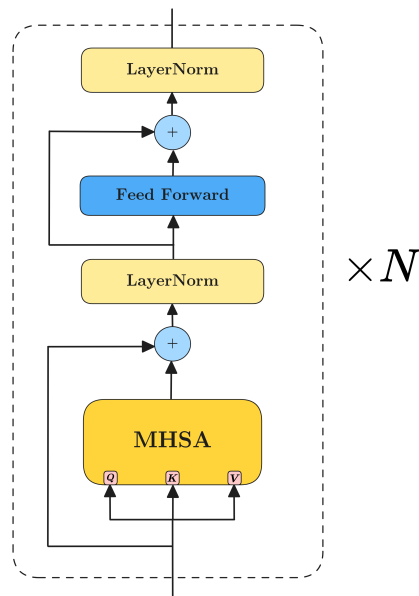 LayerNorm
+
Feed Forward
LayerNorm
×N
+
MHSA
Q K V